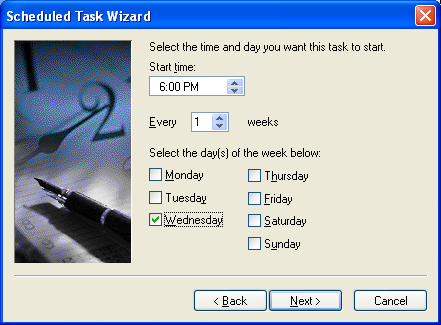 Scheduled Task Wizard
Select the time and day you want this task to start.
Start time:
6:00 PM
Every 1 weeks
Select the day(s) of the week below:
Monday Thursday
Tuesday Friday
Wednesday Saturday
Sunday
< Back Next > Cancel